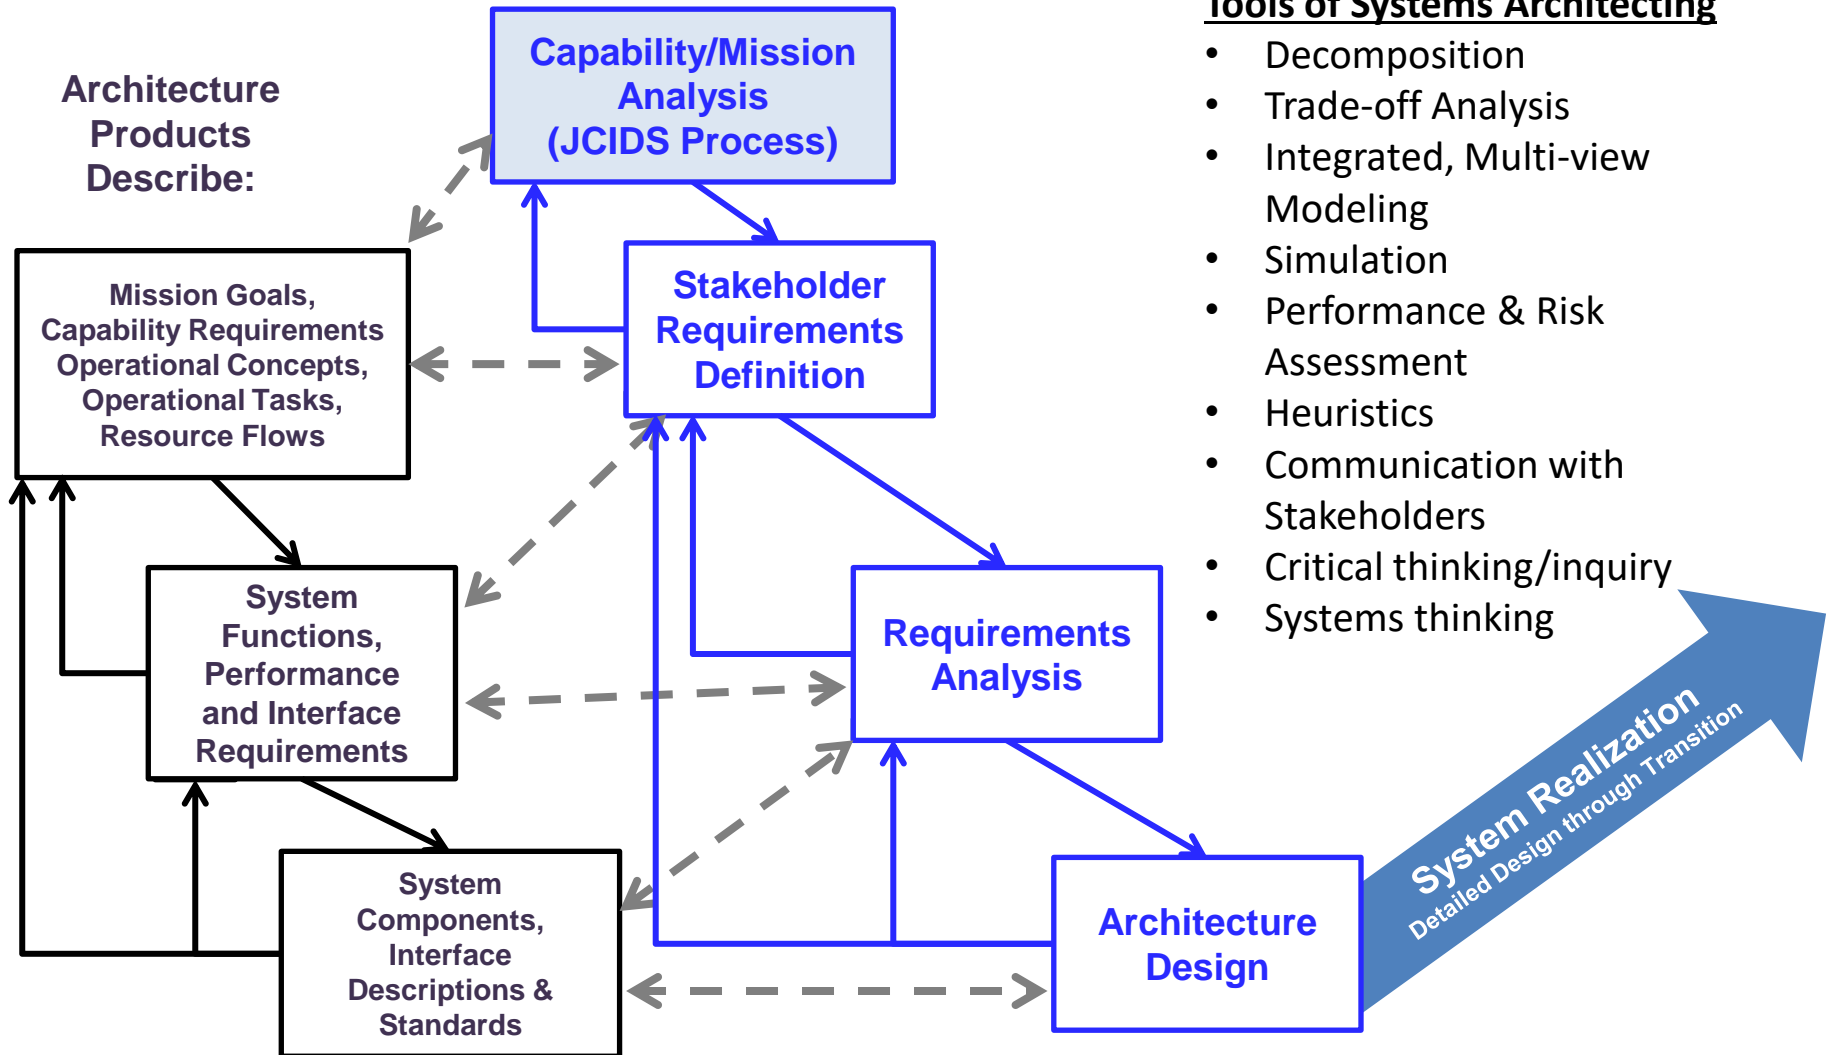 Tools of Systems Architecting
• Decomposition
• Trade-off Analysis
• Integrated, Multi-view
Modeling
• Simulation
• Performance & Risk
Assessment
• Heuristics
• Communication with
Stakeholders
• Critical thinking/inquiry
• Systems thinking
Architecture
Products
Describe:
Capability/Mission
Analysis
(JCIDS Process)
Mission Goals,
Capability Requirements
Operational Concepts,
Operational Tasks,
Resource Flows
Stakeholder
Requirements
Definition
System
Functions,
Performance
and Interface
Requirements
Requirements
Analysis
System
Components,
Interface
Descriptions &
Standards
Architecture
Design
System Realization
Detailed Design through Transition